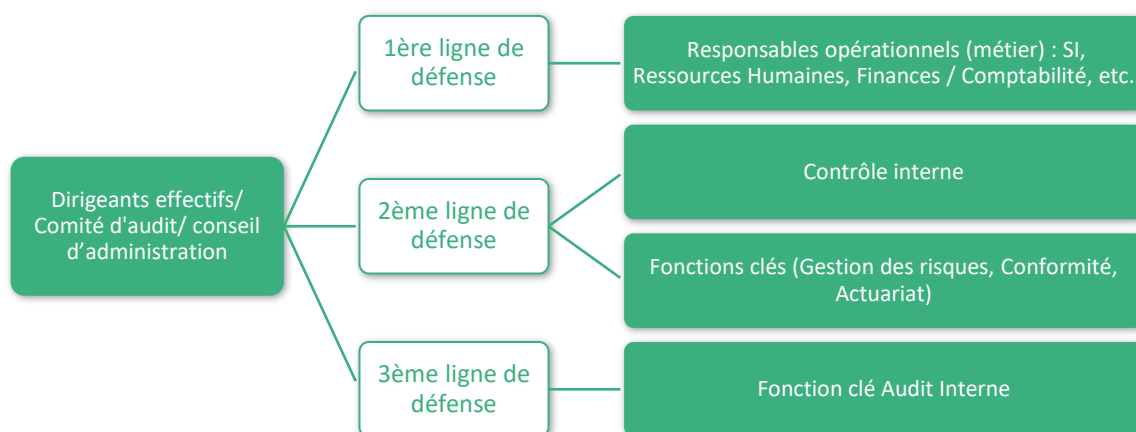 Dirigeants effectifs/
Comité d'audit/ conseil
d’administration
1ère ligne de
défense
Responsables opérationnels (métier) : SI,
Ressources Humaines, Finances / Comptabilité, etc.
2ème ligne de
défense
Contrôle interne
Fonctions clés (Gestion des risques, Conformité,
Actuariat)
3ème ligne de
défense
Fonction clé Audit Interne